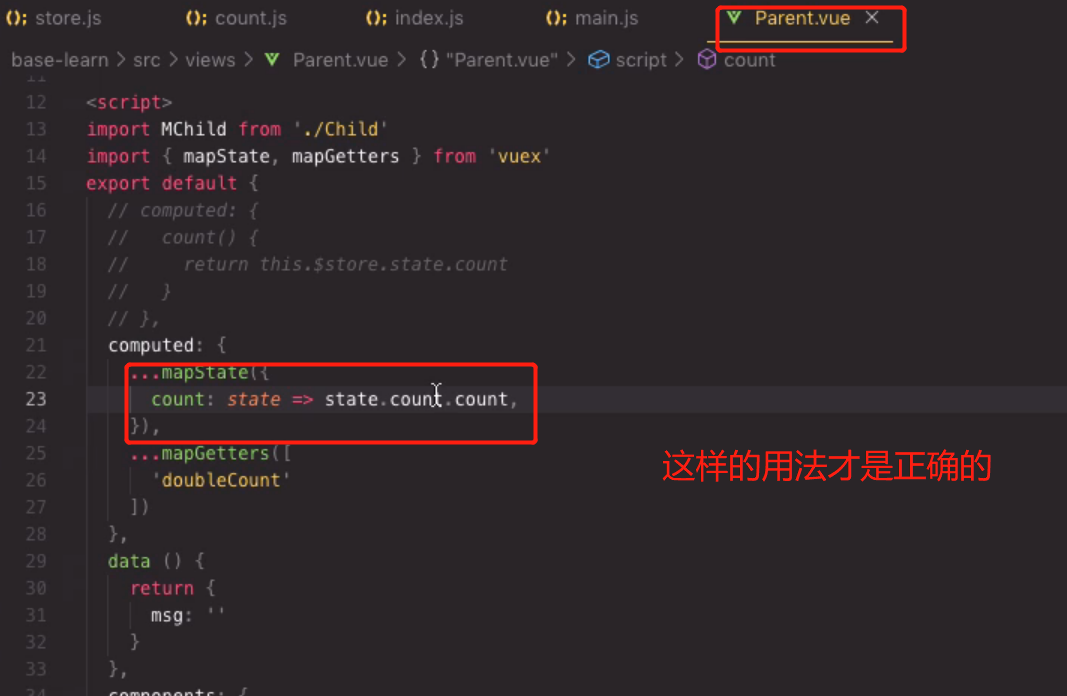 (); store.js (); count.js (); index.js (); main.js Parent.vue ×
base-learn > src > views > Parent.vue > {} "Parent.vue" > script > count
11
12 <script>
13 import MChild from './Child'
14 import { mapState, mapGetters } from 'vuex'
15 export default {
16 // computed: {
17 //   count() {
18 //     return this.$store.state.count
19 //   }
20 // },
21 computed: {
22 ...mapState({
23 count: state => state.count.count,
24 }),
25 ...mapGetters([
26 'doubleCount'
27 ])
28 },
29 data () {
30 return {
31 msg: ''
32 }
33 },
34 components: {
这样的用法才是正确的